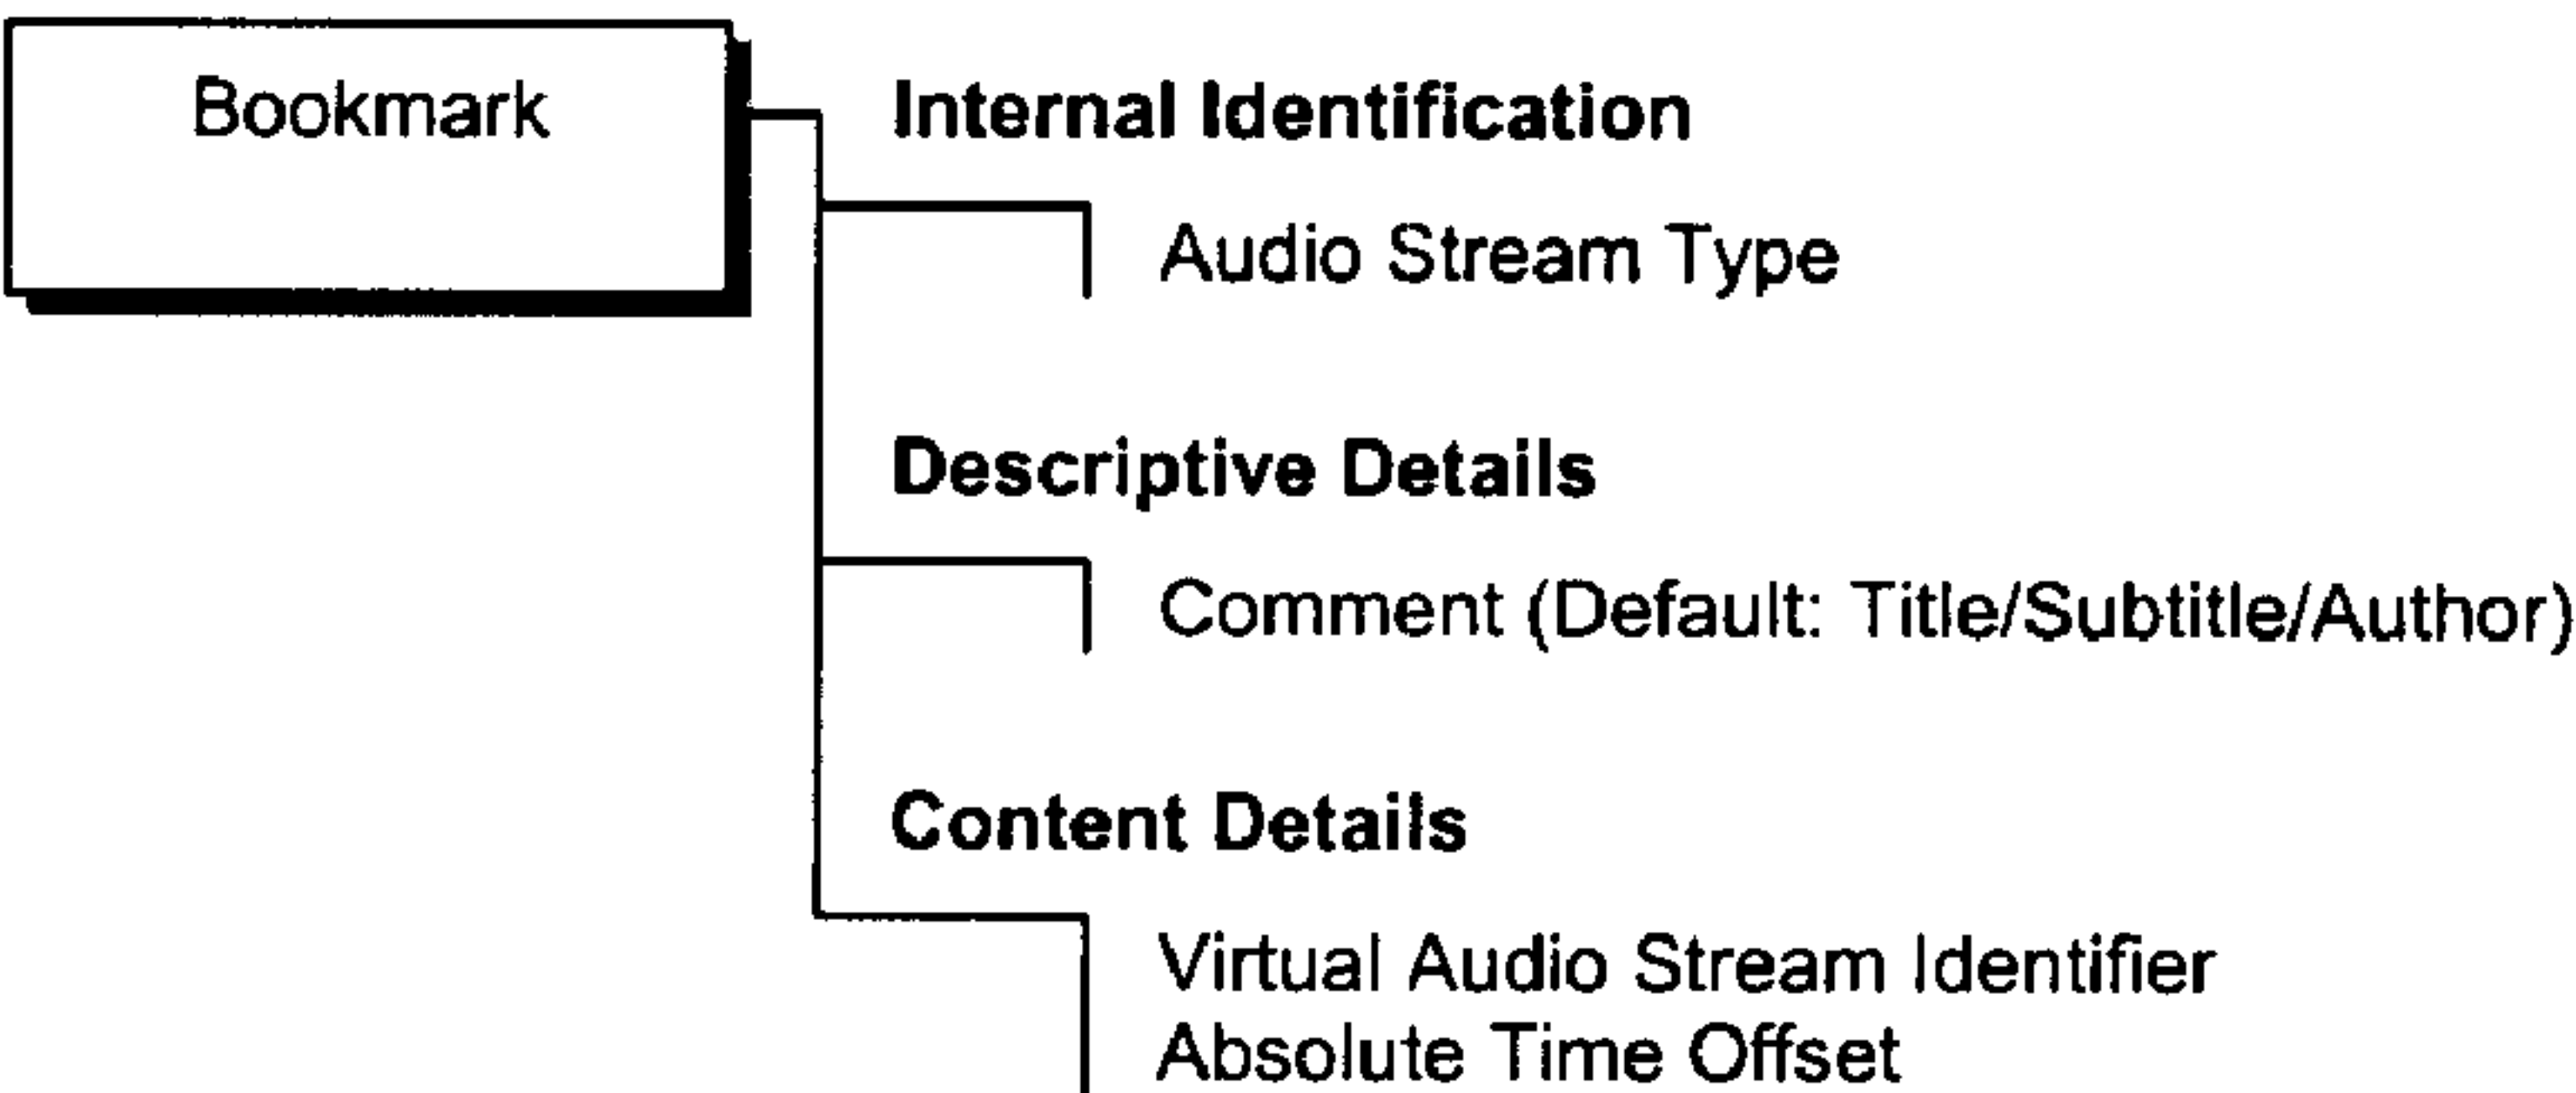 Bookmark
Internal Identification
Audio Stream Type
Descriptive Details
Comment (Default: Title/Subtitle/Author)
Content Details
Virtual Audio Stream Identifier
Absolute Time Offset